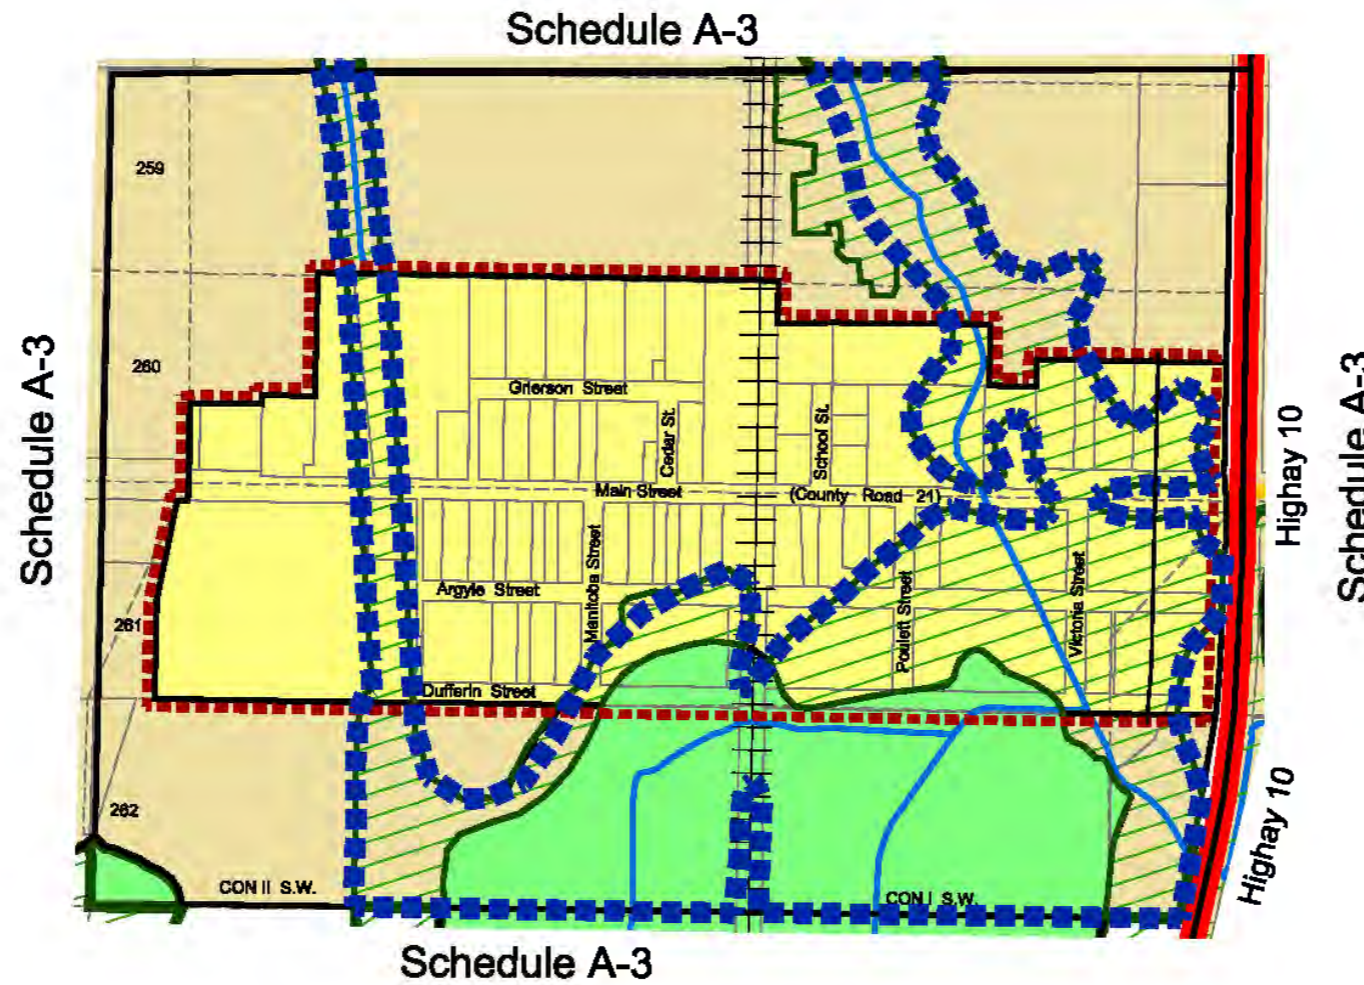 Schedule A-3
259
Schedule A-3
260
Schedule A-3
Grierson Street
Cedar St.
School St.
Highay 10
Main Street
(County Road 21)
Manitoba Street
Argyle Street
Poulett Street
Victoria Street
261
Dufferin Street
262
Highay 10
CON II S.W.
CON I S.W.
Schedule A-3